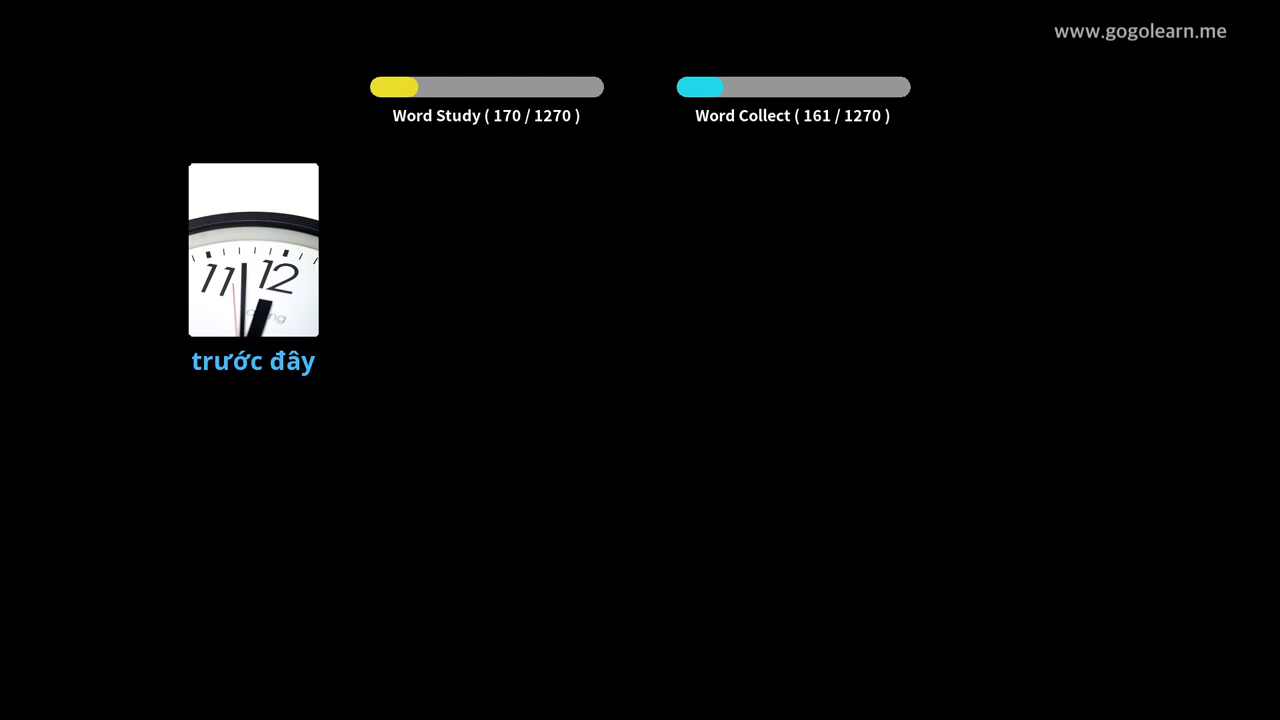 www.gogolearn.me
Word Study ( 170 / 1270 )
Word Collect ( 161 / 1270 )
11 12
trước đây